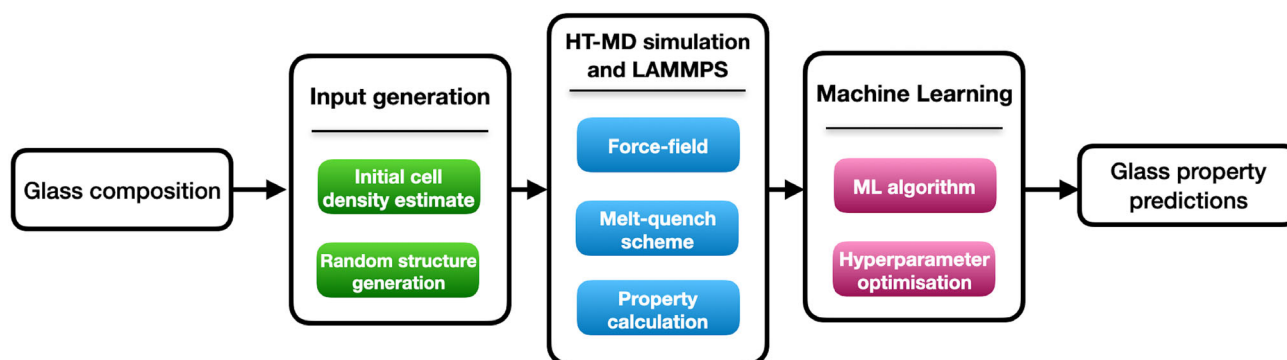 Glass composition
Input generation
Initial cell
density estimate
Random structure
generation
HT-MD simulation
and LAMMPS
Force-field
Melt-quench
scheme
Property
calculation
Machine Learning
ML algorithm
Hyperparameter
optimisation
Glass property
predictions